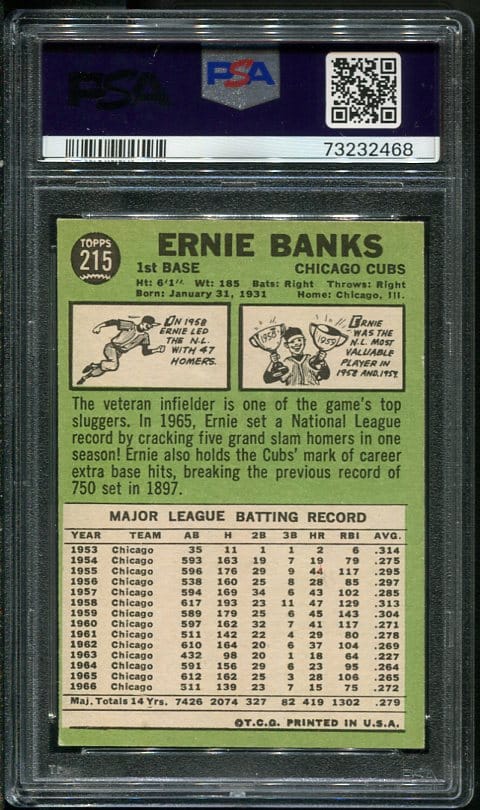 PSA
PSA
73232468
TOPPS
215
ERNIE BANKS
1st BASE CHICAGO CUBS
Ht: 6'1" Wt: 185 Bats: Right Throws: Right
Born: January 31, 1931 Home: Chicago, Ill.
IN 1958
ERNIE LED
THE N.L.
WITH 47
HOMERS.
1958
1959
ERNIE
WAS THE
N.L. MOST
VALUABLE
PLAYER IN
1958 AND 1959.
The veteran infielder is one of the game's top
sluggers. In 1965, Ernie set a National League
record by cracking five grand slam homers in one
season! Ernie also holds the Cubs' mark of career
extra base hits, breaking the previous record of
750 set in 1897.
MAJOR LEAGUE BATTING RECORD
YEAR TEAM AB H 2B 3B HR RBI AVG.
1953 Chicago 35 11 1 1 2 6 .314
1954 Chicago 593 163 19 7 19 79 .275
1955 Chicago 596 176 29 9 44 117 .295
1956 Chicago 538 160 25 8 28 85 .297
1957 Chicago 594 169 34 6 43 102 .285
1958 Chicago 617 193 23 11 47 129 .313
1959 Chicago 589 179 25 6 45 143 .304
1960 Chicago 597 162 32 7 41 117 .271
1961 Chicago 511 142 22 4 29 80 .278
1962 Chicago 610 164 20 6 37 104 .269
1963 Chicago 432 98 20 1 18 64 .227
1964 Chicago 591 156 29 6 23 95 .264
1965 Chicago 612 162 25 3 28 106 .265
1966 Chicago 511 139 23 7 15 75 .272
Maj. Totals 14 Yrs. 7426 2074 327 82 419 1302 .279
©T.C.G. PRINTED IN U.S.A.
PSA